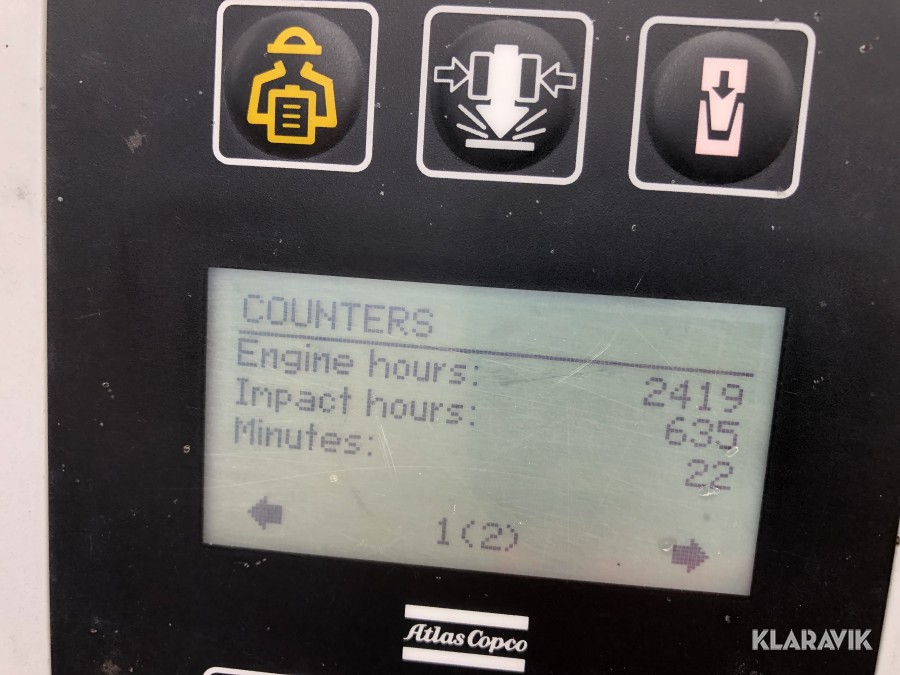 COUNTERS
Engine hours: 2419
Impact hours: 635
Minutes: 22
1(2)
Atlas Copco
KLARAVIK